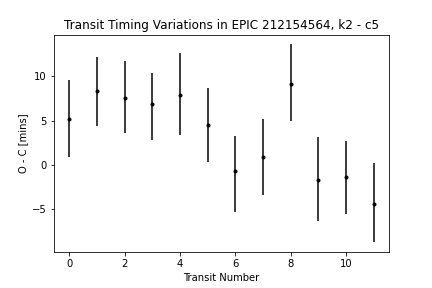 Transit Timing Variations in EPIC 212154564, k2 - c5
10
5
0
−5
O - C [mins]
0 2 4 6 8 10
Transit Number